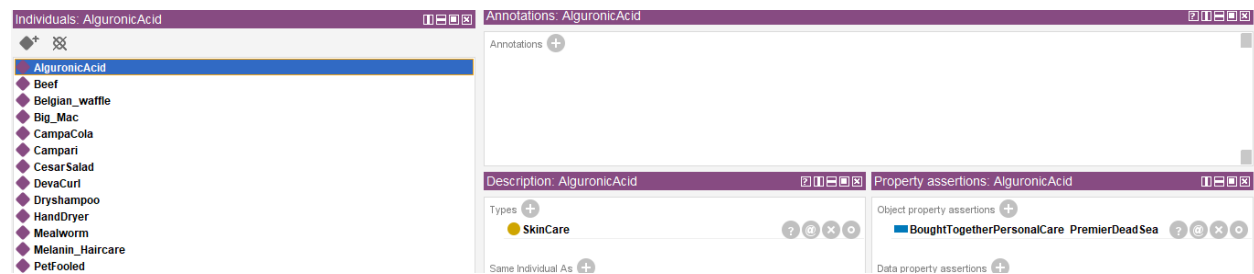 Individuals: AlguronicAcid
AlguronicAcid
Beef
Belgian_waffle
Big_Mac
CampaCola
Campari
CesarSalad
DevaCurl
Dryshampoo
HandDryer
Mealworm
Melanin_Haircare
PetFooled
Annotations: AlguronicAcid
Annotations
Description: AlguronicAcid
Types
SkinCare
Same Individual As
Property assertions: AlguronicAcid
Object property assertions
BoughtTogetherPersonalCare PremierDeadSea
Data property assertions